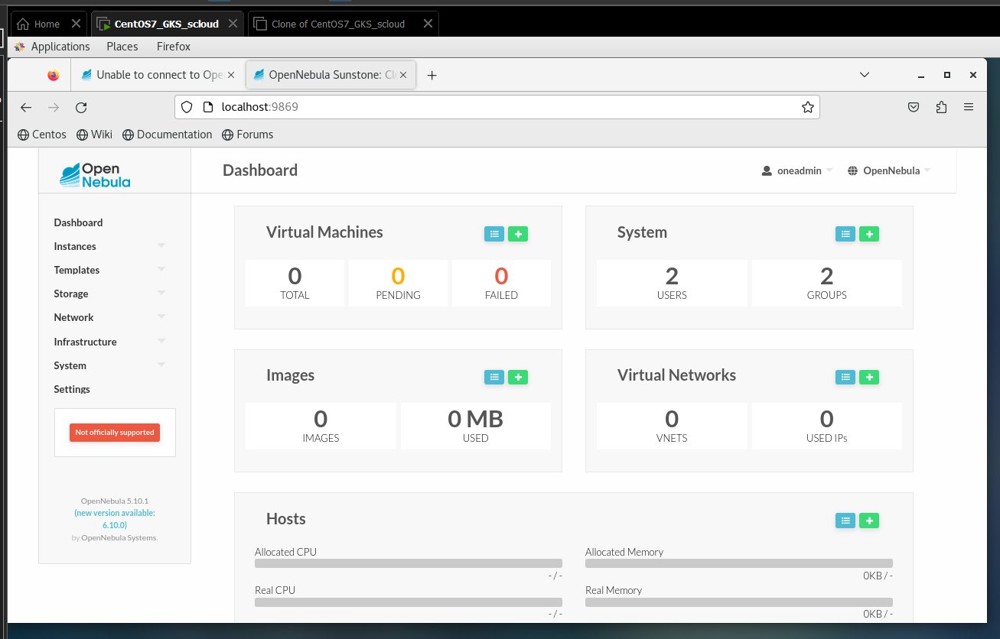 Home
CentOS7_GKS_scloud
Clone of CentOS7_GKS_scloud
Applications Places Firefox
Unable to connect to Ope
OpenNebula Sunstone: Cl
localhost:9869
Centos Wiki Documentation Forums
Open
Nebula
Dashboard
oneadmin
OpenNebula
Dashboard
Instances
Templates
Storage
Network
Infrastructure
System
Settings
Not officially supported
OpenNebula 5.10.1
(new version available:
6.10.0)
by OpenNebula Systems.
Virtual Machines
0 0 0
TOTAL PENDING FAILED
System
2 2
USERS GROUPS
Images
0 0 MB
IMAGES USED
Virtual Networks
0 0
VNETS USED IPs
Hosts
Allocated CPU
- / -
Allocated Memory
0KB / -
Real CPU
- / -
Real Memory
0KB / -